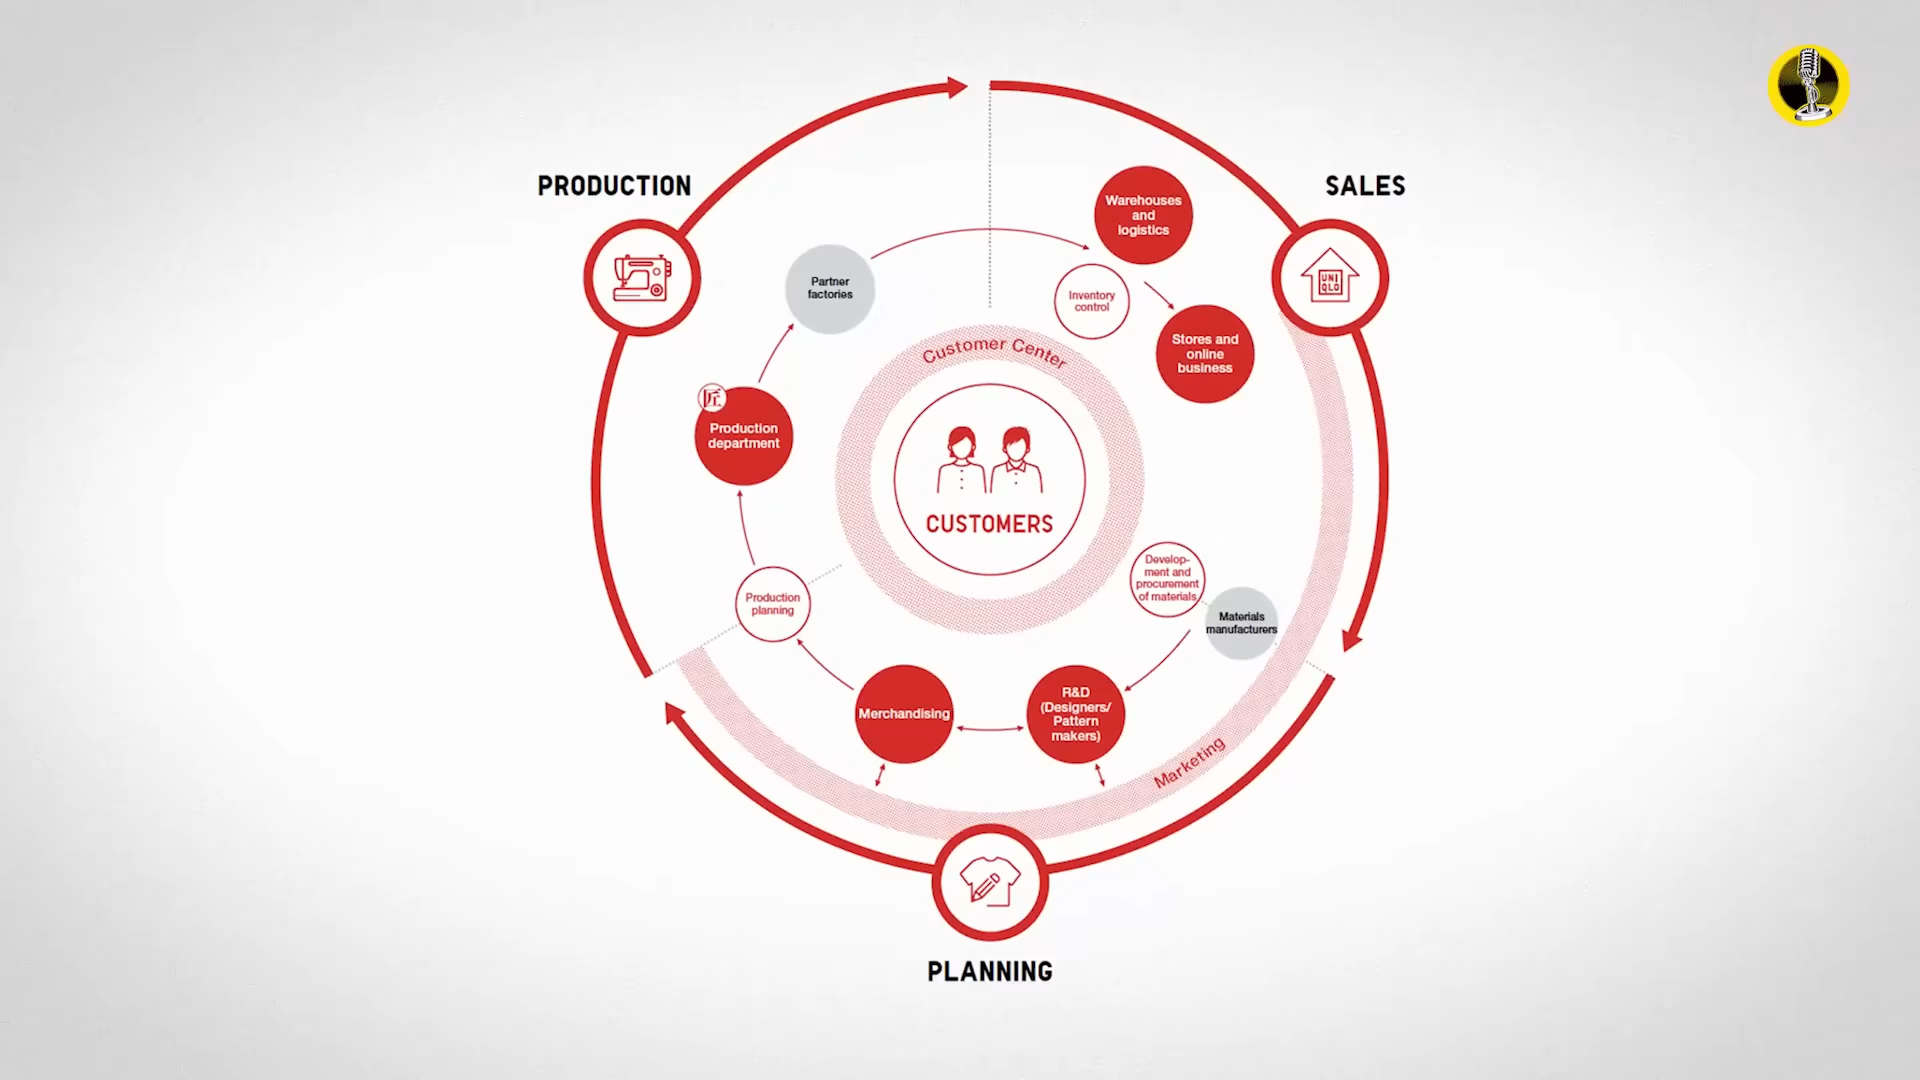 PRODUCTION
SALES
Warehouses
and
logistics
UNI
QLO
Partner
factories
Inventory
control
Stores and
online
business
Customer Center
匠
Production
department
CUSTOMERS
Develop-
ment and
procurement
of materials
Materials
manufacturers
Production
planning
Merchandising
R&D
(Designers/
Pattern
makers)
Marketing
PLANNING